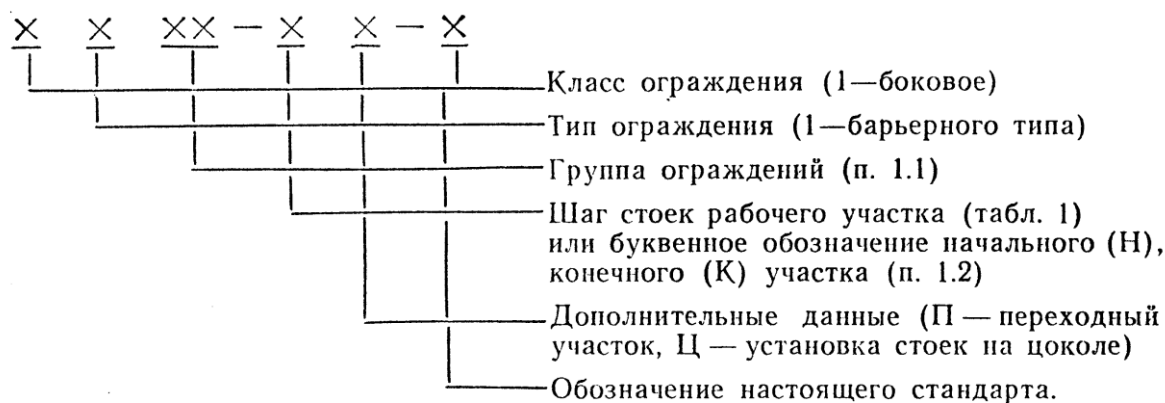 Х Х ХХ – Х Х – Х
Класс ограждения (1—боковое)
Тип ограждения (1—барьерного типа)
Группа ограждений (п. 1.1)
Шаг стоек рабочего участка (табл. 1)
или буквенное обозначение начального (Н),
конечного (К) участка (п. 1.2)
Дополнительные данные (П — переходный
участок, Ц — установка стоек на цоколе)
Обозначение настоящего стандарта.